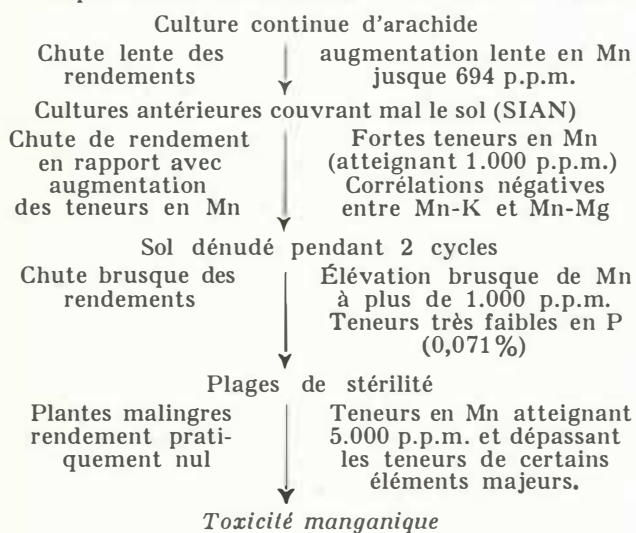 Culture continue d'arachide
Chute lente des
rendements
augmentation lente en Mn
jusque 694 p.p.m.
Cultures antérieures couvrant mal le sol (SIAN)
Chute de rendement
en rapport avec
augmentation
des teneurs en Mn
Fortes teneurs en Mn
(atteignant 1.000 p.p.m.)
Corrélations négatives
entre Mn-K et Mn-Mg
Sol dénudé pendant 2 cycles
Chute brusque des
rendements
Élévation brusque de Mn
à plus de 1.000 p.p.m.
Teneurs très faibles en P
(0,071%)
Plages de stérilité
Plantes malingres
rendement prati-
quement nul
Teneurs en Mn atteignant
5.000 p.p.m. et dépassant
les teneurs de certains
éléments majeurs.
Toxicité manganique